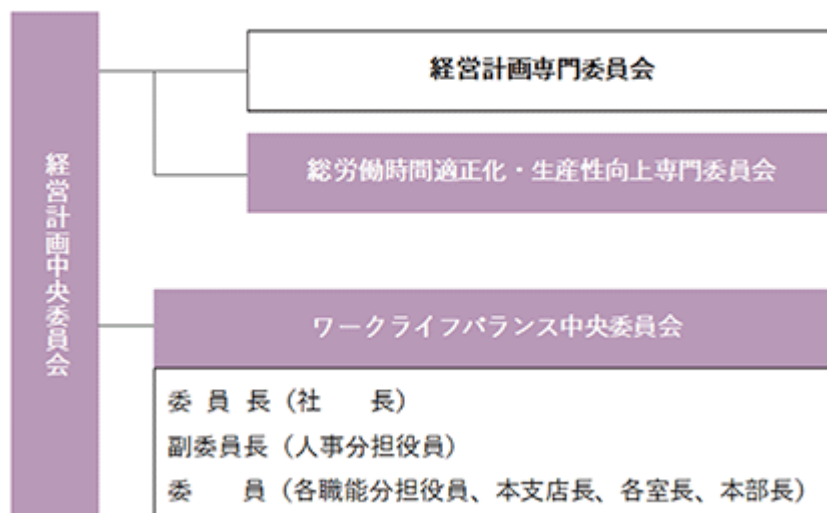 経営計画中央委員会
経営計画専門委員会
総労働時間適正化・生産性向上専門委員会
ワークライフバランス中央委員会
委 員 長（社　　長）
副委員長（人事分担役員）
委　　員（各職能分担役員、本支店長、各室長、本部長）